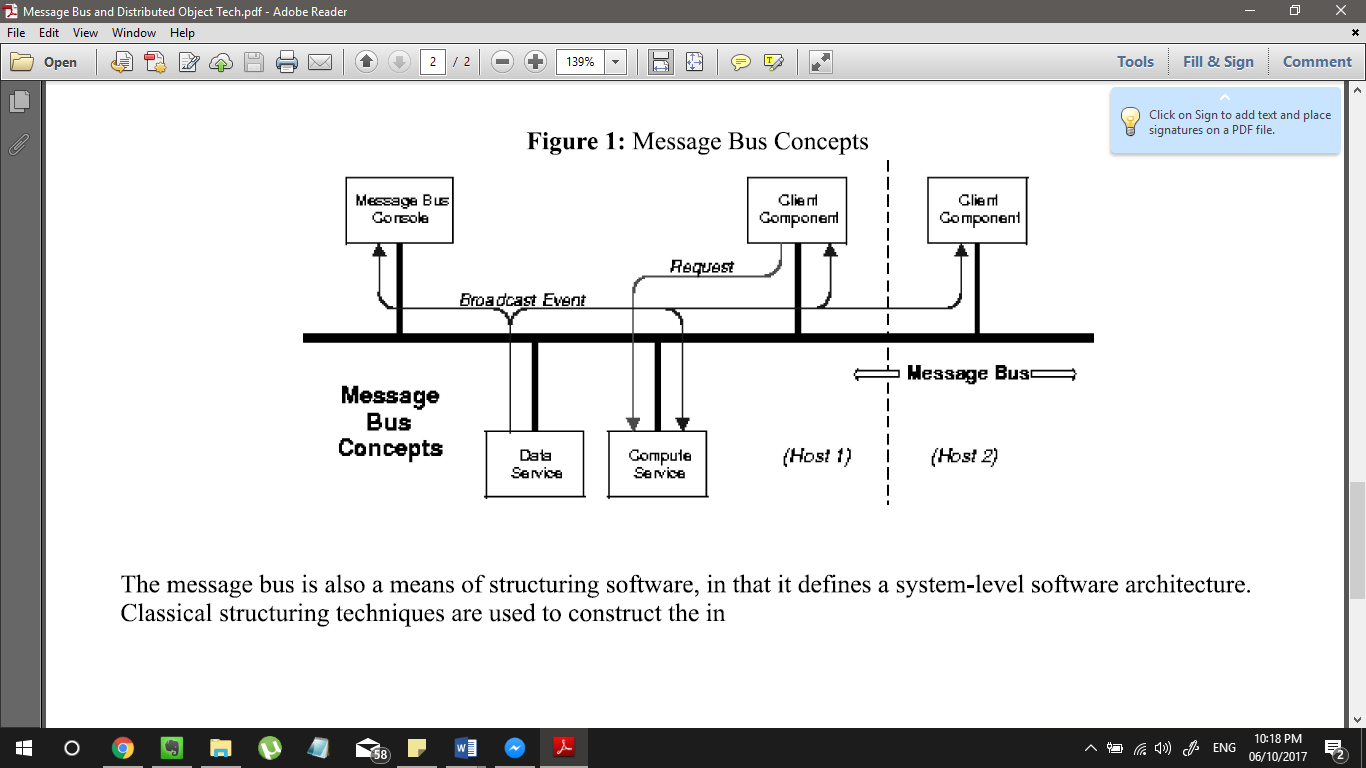 Message Bus and Distributed Object Tech.pdf - Adobe Reader
File Edit View Window Help
Open 2 / 2 139% Tools Fill & Sign Comment
Click on Sign to add text and place
signatures on a PDF file.
Figure 1: Message Bus Concepts
Message Bus
Console
Client
Component
Client
Component
Request
Broadcast Event
Message Bus
Message
Bus
Concepts
Data
Service
Compute
Service
(Host 1)
(Host 2)
The message bus is also a means of structuring software, in that it defines a system-level software architecture.
Classical structuring techniques are used to construct the in
58
ENG
10:18 PM
06/10/2017
2